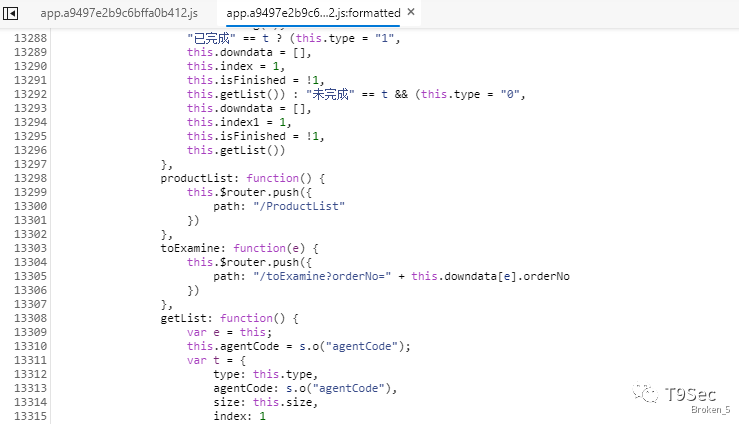 app.a9497e2b9c6bffa0b412.js app.a9497e2b9c6...2.js:formatted ×
13288 "已完成" == t ? (this.type = "1",
13289 this.downdata = [],
13290 this.index = 1,
13291 this.isFinished = !1,
13292 this.getList()) : "未完成" == t && (this.type = "0",
13293 this.downdata = [],
13294 this.index1 = 1,
13295 this.isFinished = !1,
13296 this.getList())
13297 },
13298 productList: function() {
13299 this.$router.push({
13300 path: "/ProductList"
13301 })
13302 },
13303 toExamine: function(e) {
13304 this.$router.push({
13305 path: "/toExamine?orderNo=" + this.downdata[e].orderNo
13306 })
13307 },
13308 getList: function() {
13309 var e = this;
13310 this.agentCode = s.o("agentCode");
13311 var t = {
13312 type: this.type,
13313 agentCode: s.o("agentCode"),
13314 size: this.size,
13315 index: 1
T9Sec
Broken_5